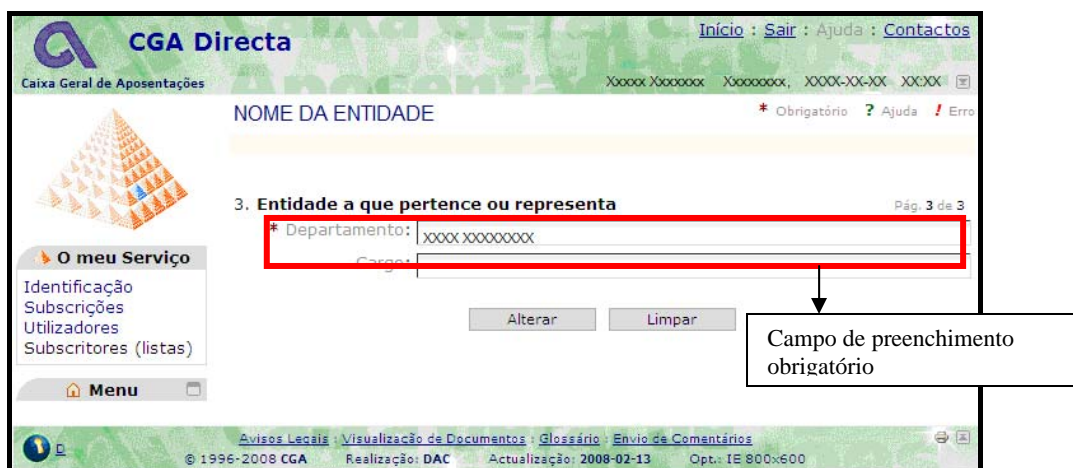 CGA Directa
Início : Sair : Ajuda : Contactos
Caixa Geral de Aposentações
Xxxxx Xxxxxxx Xxxxxxxx, XXXX-XX-XX XX:XX
NOME DA ENTIDADE
* Obrigatório ? Ajuda ! Erro
3. Entidade a que pertence ou representa
Pág. 3 de 3
* Departamento: XXXX XXXXXXXX
Cargo:
O meu Serviço
Identificação
Subscrições
Utilizadores
Subscritores (listas)
Menu
Alterar Limpar
Campo de preenchimento
obrigatório
D
Avisos Legais : Visualização de Documentos : Glossário : Envio de Comentários
© 1996-2008 CGA Realização: DAC Actualização: 2008-02-13 Opt.: IE 800x600